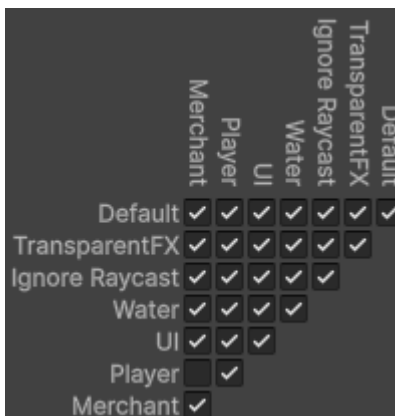 Merchant
Player
UI
Water
Ignore Raycast
TransparentFX
Default
Default
TransparentFX
Ignore Raycast
Water
UI
Player
Merchant